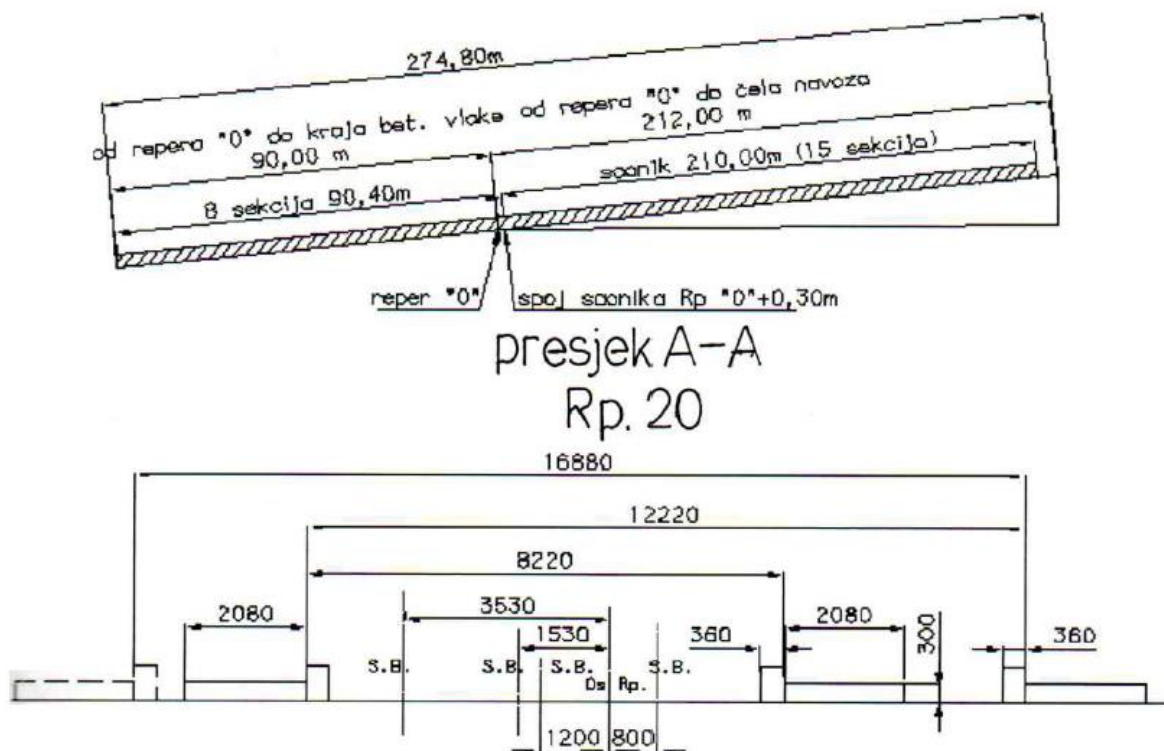 274,80m
od repera "0" do kraja bet. vlake od repera "0" do čela navoza
90,00 m
212,00 m
saonik 210,00m (15 sekcija)
8 sekcija 90,40m
reper "0"
spoj saonika Rp "0"+0,30m
presjek A-A
Rp. 20
16880
12220
8220
2080
3530
2080
1530
360
300
360
S.B.
S.B.
S.B.
S.B.
Os
Rp.
1200
800